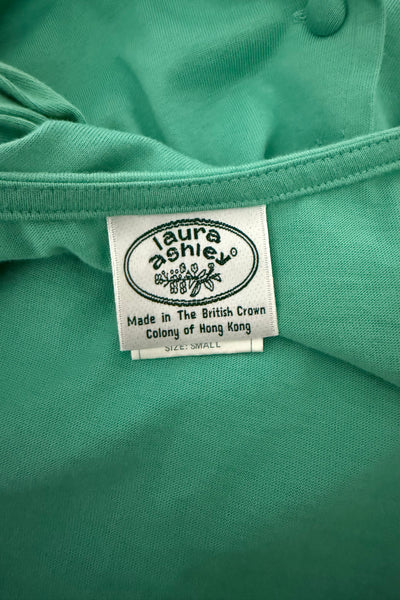 laura
ashley
Made in The British Crown
Colony of Hong Kong
SIZE: SMALL